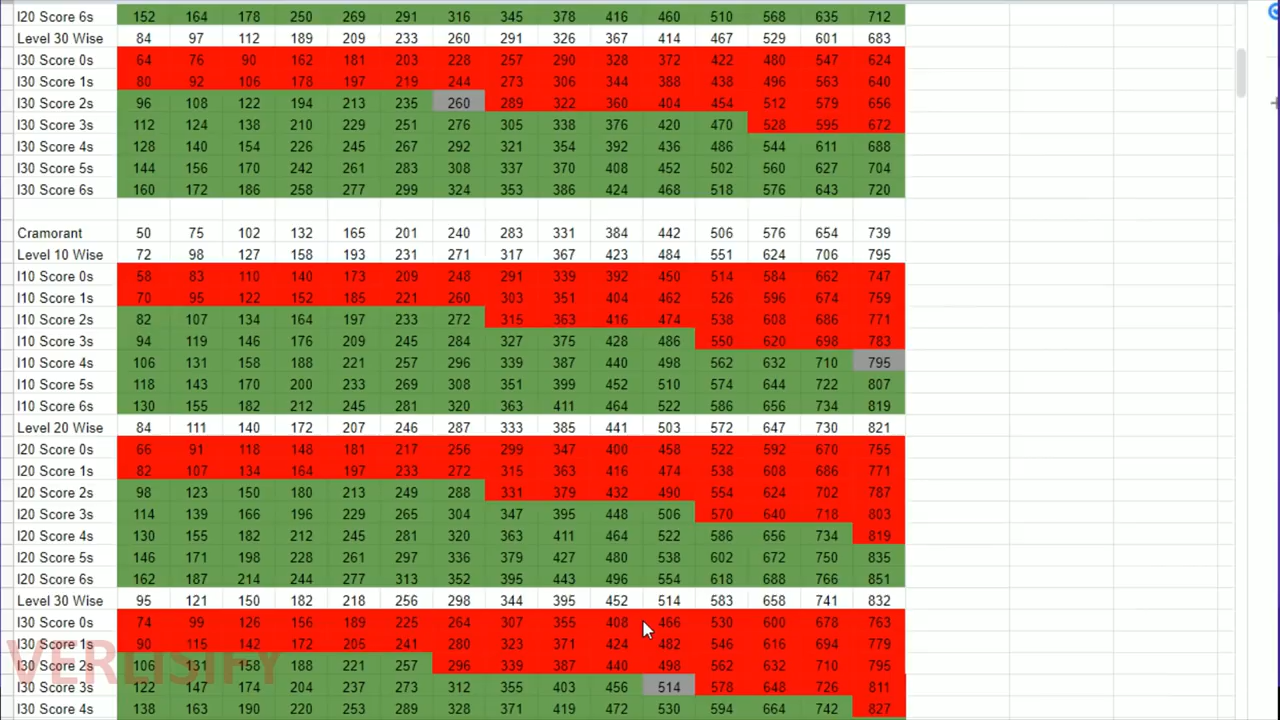 I20 Score 6s 152 164 178 250 269 291 316 345 378 416 460 510 568 635 712
Level 30 Wise 84 97 112 189 209 233 260 291 326 367 414 467 529 601 683
I30 Score 0s 64 76 90 162 181 203 228 257 290 328 372 422 480 547 624
I30 Score 1s 80 92 106 178 197 219 244 273 306 344 388 438 496 563 640
I30 Score 2s 96 108 122 194 213 235 260 289 322 360 404 454 512 579 656
I30 Score 3s 112 124 138 210 229 251 276 305 338 376 420 470 528 595 672
I30 Score 4s 128 140 154 226 245 267 292 321 354 392 436 486 544 611 688
I30 Score 5s 144 156 170 242 261 283 308 337 370 408 452 502 560 627 704
I30 Score 6s 160 172 186 258 277 299 324 353 386 424 468 518 576 643 720
Cramorant 50 75 102 132 165 201 240 283 331 384 442 506 576 654 739
Level 10 Wise 72 98 127 158 193 231 271 317 367 423 484 551 624 706 795
I10 Score 0s 58 83 110 140 173 209 248 291 339 392 450 514 584 662 747
I10 Score 1s 70 95 122 152 185 221 260 303 351 404 462 526 596 674 759
I10 Score 2s 82 107 134 164 197 233 272 315 363 416 474 538 608 686 771
I10 Score 3s 94 119 146 176 209 245 284 327 375 428 486 550 620 698 783
I10 Score 4s 106 131 158 188 221 257 296 339 387 440 498 562 632 710 795
I10 Score 5s 118 143 170 200 233 269 308 351 399 452 510 574 644 722 807
I10 Score 6s 130 155 182 212 245 281 320 363 411 464 522 586 656 734 819
Level 20 Wise 84 111 140 172 207 246 287 333 385 441 503 572 647 730 821
I20 Score 0s 66 91 118 148 181 217 256 299 347 400 458 522 592 670 755
I20 Score 1s 82 107 134 164 197 233 272 315 363 416 474 538 608 686 771
I20 Score 2s 98 123 150 180 213 249 288 331 379 432 490 554 624 702 787
I20 Score 3s 114 139 166 196 229 265 304 347 395 448 506 570 640 718 803
I20 Score 4s 130 155 182 212 245 281 320 363 411 464 522 586 656 734 819
I20 Score 5s 146 171 198 228 261 297 336 379 427 480 538 602 672 750 835
I20 Score 6s 162 187 214 244 277 313 352 395 443 496 554 618 688 766 851
Level 30 Wise 95 121 150 182 218 256 298 344 395 452 514 583 658 741 832
I30 Score 0s 74 99 126 156 189 225 264 307 355 408 466 530 600 678 763
I30 Score 1s 90 115 142 172 205 241 280 323 371 424 482 546 616 694 779
I30 Score 2s 106 131 158 188 221 257 296 339 387 440 498 562 632 710 795
I30 Score 3s 122 147 174 204 237 273 312 355 403 456 514 578 648 726 811
I30 Score 4s 138 163 190 220 253 289 328 371 419 472 530 594 664 742 827
VERLISIFY